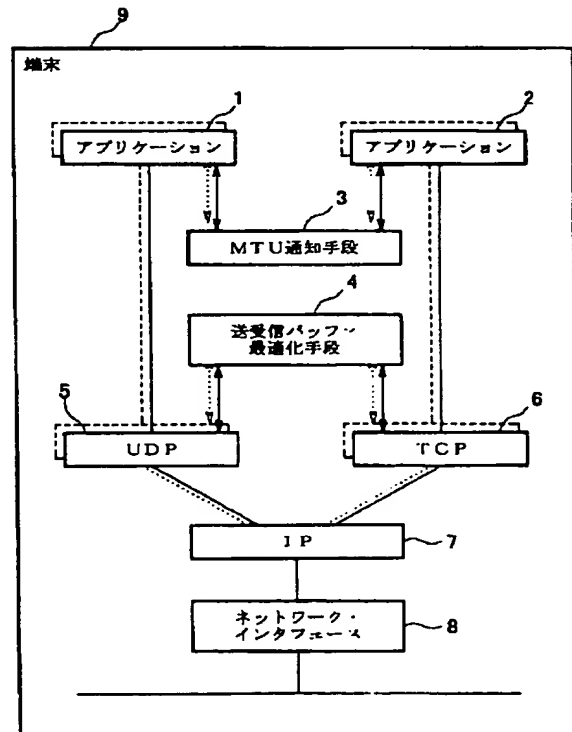 9
端末
1
2
アプリケーション
アプリケーション
3
MTU通知手段
4
送受信バッファ
最適化手段
5
6
UDP
TCP
IP
7
ネットワーク・
インタフェース
8